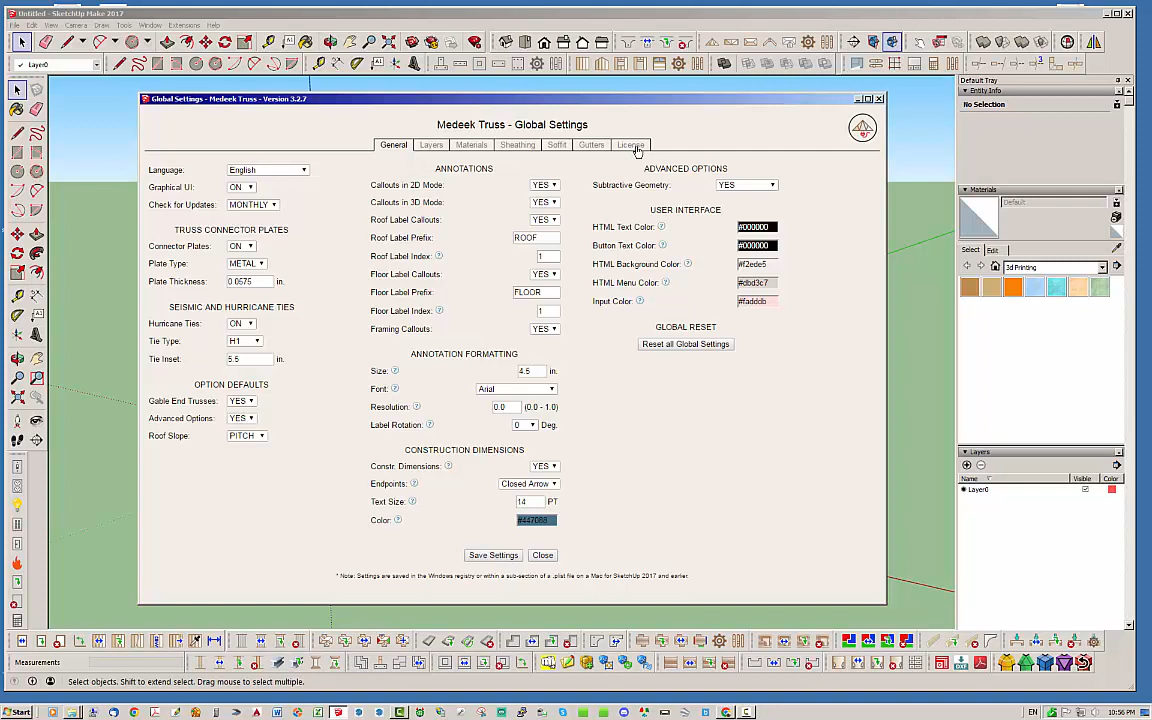 Untitled - SketchUp Make 2017
File Edit View Camera Draw Tools Window Extensions Help
Layer0
Global Settings - Medeek Truss - Version 3.2.7
Medeek Truss - Global Settings
General Layers Materials Sheathing Soffit Gutters License
Language: English
Graphical UI: ON
Check for Updates: MONTHLY
TRUSS CONNECTOR PLATES
Connector Plates: ON
Plate Type: METAL
Plate Thickness: 0.0575 in.
SEISMIC AND HURRICANE TIES
Hurricane Ties: ON
Tie Type: H1
Tie Inset: 5.5 in.
OPTION DEFAULTS
Gable End Trusses: YES
Advanced Options: YES
Roof Slope: PITCH
ANNOTATIONS
Callouts in 2D Mode: YES
Callouts in 3D Mode: YES
Roof Label Callouts: YES
Roof Label Prefix: ROOF
Roof Label Index: ? 1
Floor Label Callouts: YES
Floor Label Prefix: FLOOR
Floor Label Index: ? 1
Framing Callouts: YES
ANNOTATION FORMATTING
Size: ? 4.5 in.
Font: ? Arial
Resolution: ? 0.0 (0.0 - 1.0)
Label Rotation: ? 0 Deg.
CONSTRUCTION DIMENSIONS
Constr. Dimensions: ? YES
Endpoints: ? Closed Arrow
Text Size: ? 14 PT
Color: ? #447088
ADVANCED OPTIONS
Subtractive Geometry: YES
USER INTERFACE
HTML Text Color: ? #000000
Button Text Color: ? #000000
HTML Background Color: ? #f2ede5
HTML Menu Color: ? #dbd3c7
Input Color: ? #fadddb
GLOBAL RESET
Reset all Global Settings
Save Settings Close
* Note: Settings are saved in the Windows registry or within a sub-section of a .plist file on a Mac for SketchUp 2017 and earlier.
Default Tray
Entity Info
No Selection
Materials
Default
Select Edit
3d Printing
Layers
Name Visible Color
Layer0
Measurements
Select objects. Shift to extend select. Drag mouse to select multiple.
Start
EN 10:56 PM